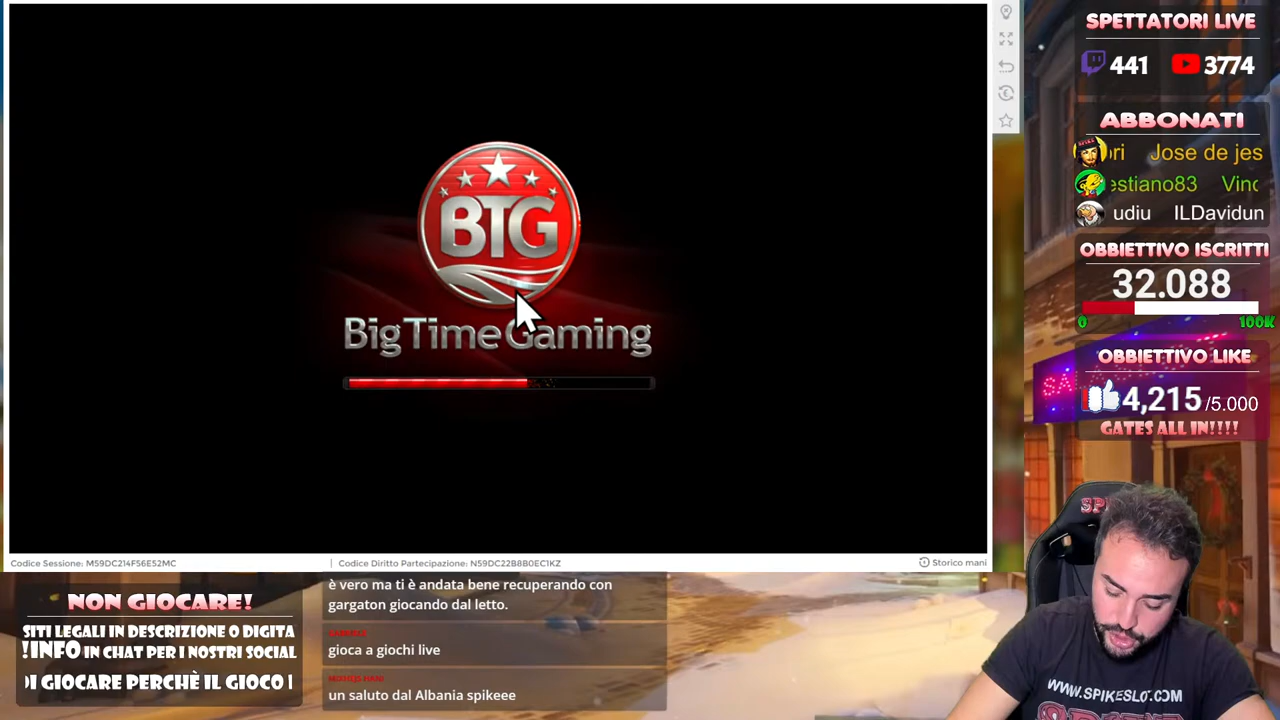 BTG
Big Time Gaming
Codice Sessione: M59DC214F56E52MC
| Codice Diritto Partecipazione: N59DC22B8B0EC1KZ
Storico mani
SPETTATORI LIVE
441
3774
ABBONATI
ori Jose de jes
estiano83 Vinc
udiu ILDavidun
OBBIETTIVO ISCRITTI
32.088
0
100K
OBBIETTIVO LIKE
4,215 /5.000
GATES ALL IN!!!!
NON GIOCARE!
SITI LEGALI IN DESCRIZIONE O DIGITA
!INFO IN CHAT PER I NOSTRI SOCIAL
DI GIOCARE PERCHÈ IL GIOCO
è vero ma ti è andata bene recuperando con
gargaton giocando dal letto.
gioca a giochi live
un saluto dal Albania spikeee
WWW.SPIKESLOT.COM